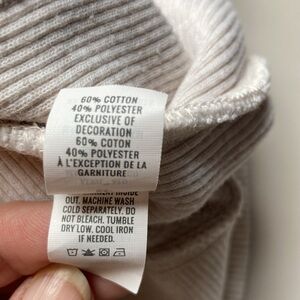 60% COTTON
40% POLYESTER
EXCLUSIVE OF
DECORATION
60% COTON
40% POLYESTER
À L'EXCEPTION DE LA
GARNITURE
INSIDE
OUT. MACHINE WASH
COLD SEPARATELY. DO
NOT BLEACH. TUMBLE
DRY LOW. COOL IRON
IF NEEDED.